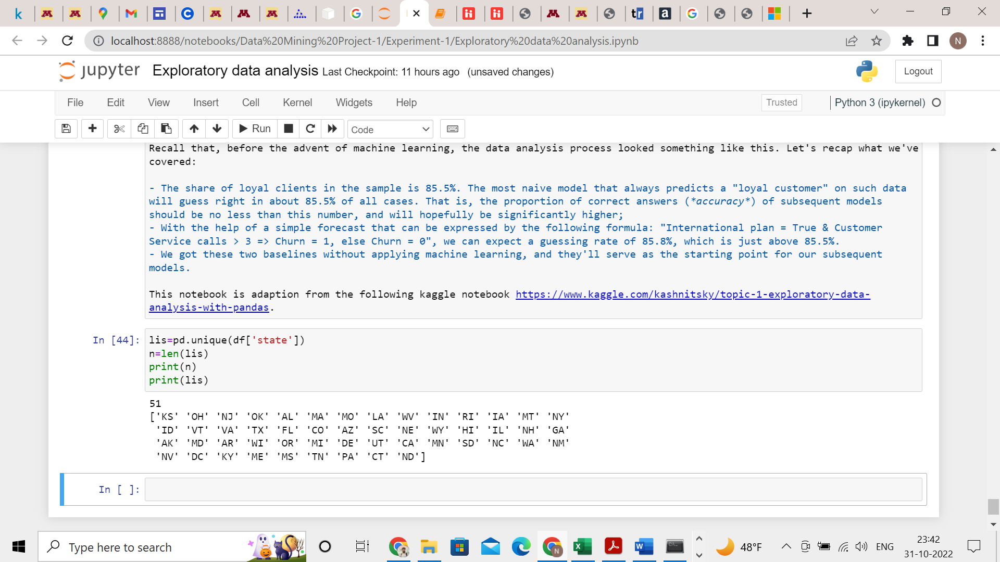 localhost:8888/notebooks/Data%20Mining%20Project-1/Experiment-1/Exploratory%20data%20analysis.ipynb
N
jupyter Exploratory data analysis Last Checkpoint: 11 hours ago (unsaved changes)
Logout
File Edit View Insert Cell Kernel Widgets Help
Trusted
Python 3 (ipykernel)
Run
Code
Recall that, before the advent of machine learning, the data analysis process looked something like this. Let's recap what we've
covered:
- The share of loyal clients in the sample is 85.5%. The most naive model that always predicts a "loyal customer" on such data
will guess right in about 85.5% of all cases. That is, the proportion of correct answers (*accuracy*) of subsequent models
should be no less than this number, and will hopefully be significantly higher;
- With the help of a simple forecast that can be expressed by the following formula: "International plan = True & Customer
Service calls > 3 => Churn = 1, else Churn = 0", we can expect a guessing rate of 85.8%, which is just above 85.5%.
- We got these two baselines without applying machine learning, and they'll serve as the starting point for our subsequent
models.
This notebook is adaption from the following kaggle notebook https://www.kaggle.com/kashnitsky/topic-1-exploratory-data-
analysis-with-pandas.
In [44]: lis=pd.unique(df['state'])
n=len(lis)
print(n)
print(lis)
51
['KS' 'OH' 'NJ' 'OK' 'AL' 'MA' 'MO' 'LA' 'WV' 'IN' 'RI' 'IA' 'MT' 'NY'
'ID' 'VT' 'VA' 'TX' 'FL' 'CO' 'AZ' 'SC' 'NE' 'WY' 'HI' 'IL' 'NH' 'GA'
'AK' 'MD' 'AR' 'WI' 'OR' 'MI' 'DE' 'UT' 'CA' 'MN' 'SD' 'NC' 'WA' 'NM'
'NV' 'DC' 'KY' 'ME' 'MS' 'TN' 'PA' 'CT' 'ND']
In [ ]:
Type here to search
48°F
ENG
23:42
31-10-2022